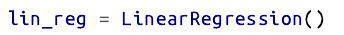 lin_reg = LinearRegression()